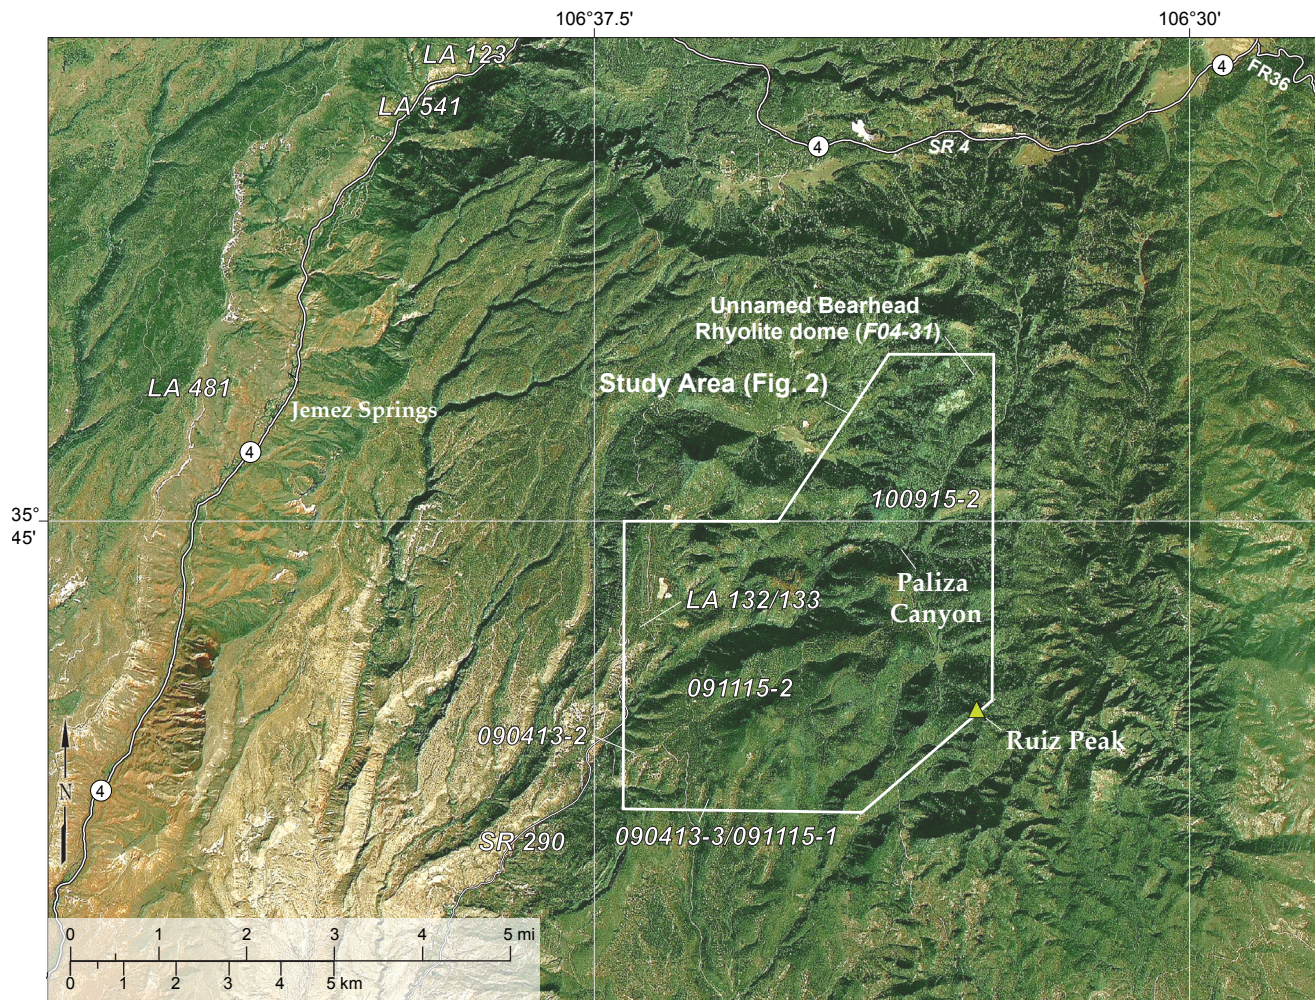 106°37.5'
106°30'
LA 123
4
FR36
LA 541
4
SR 4
Unnamed Bearhead
Rhyolite dome (F04-31)
Study Area (Fig. 2)
LA 481
Jemez Springs
4
100915-2
35°
45'
Paliza
Canyon
LA 132/133
091115-2
090413-2
Ruiz Peak
N
4
SR 290
090413-3/091115-1
0 1 2 3 4 5 mi
0 1 2 3 4 5 km